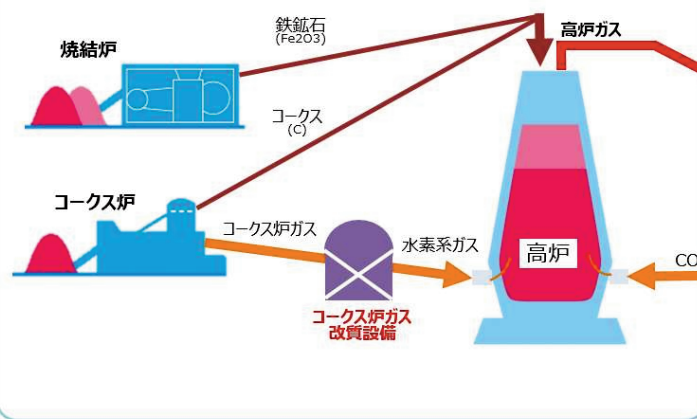 鉄鉱石
(Fe2O3)
高炉ガス
焼結炉
コークス
(C)
コークス炉
コークス炉ガス
水素系ガス
高炉
CO
コークス炉ガス
改質設備